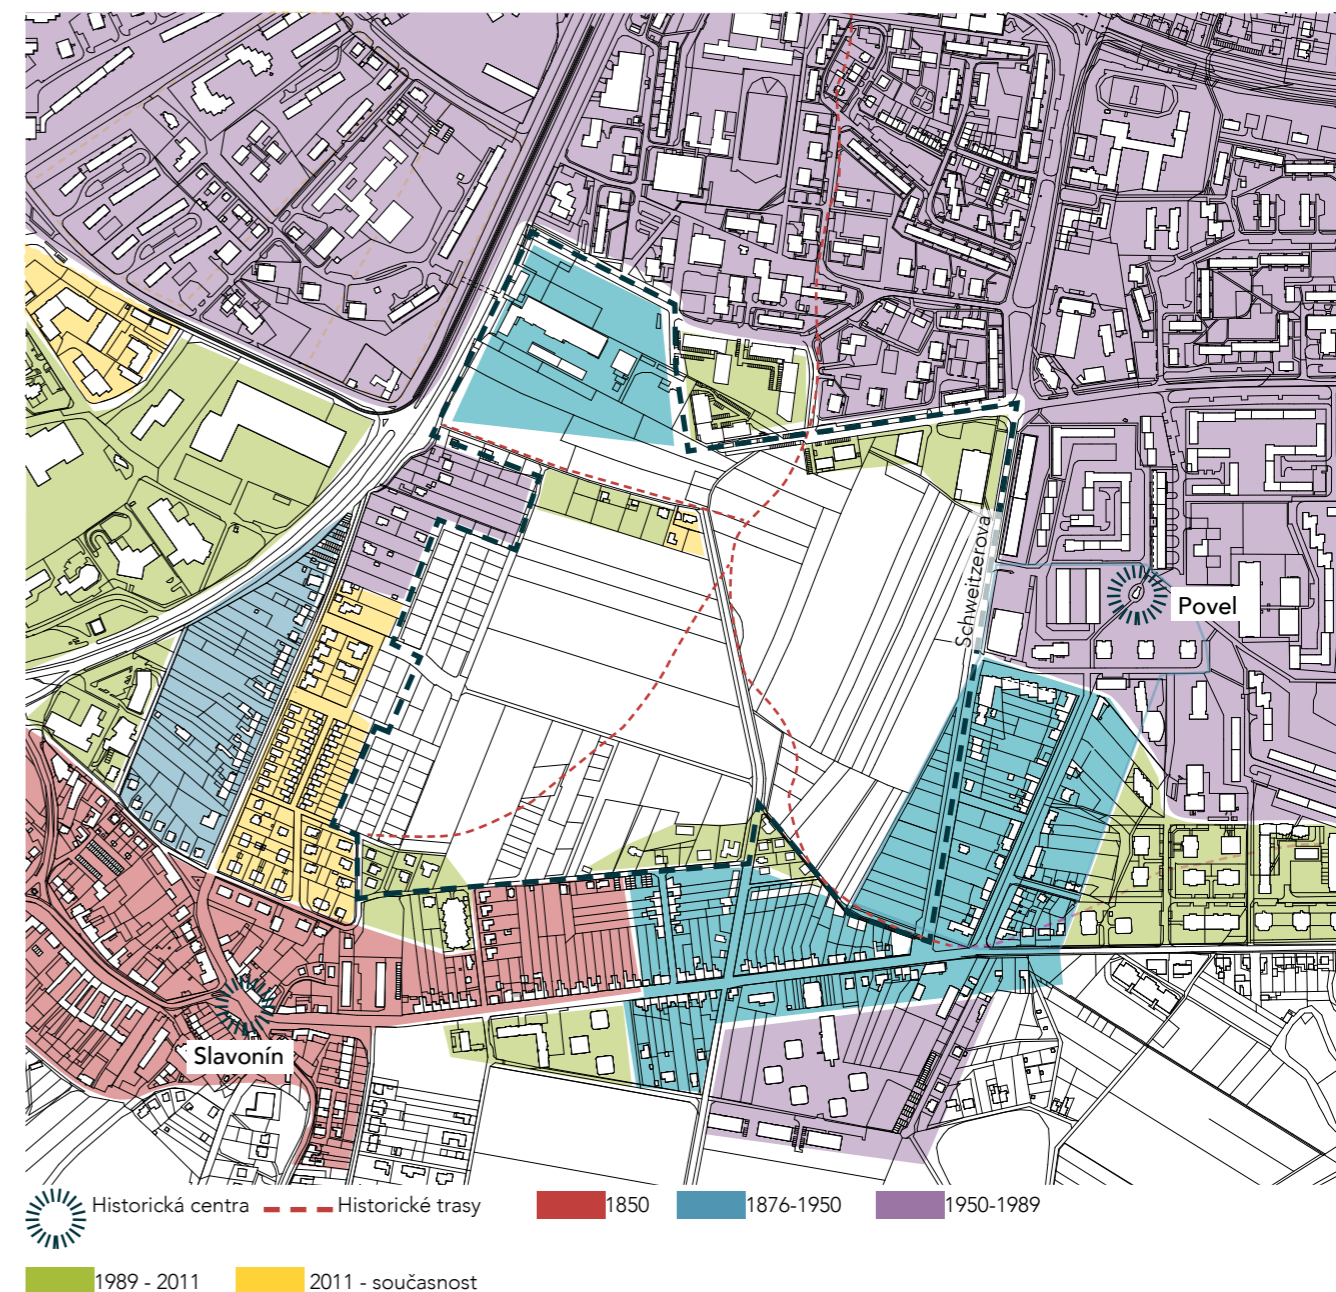 Schweitzerova
Povel
Slavonín
Historická centra
Historické trasy
1850
1876-1950
1950-1989
1989 - 2011
2011 - současnost